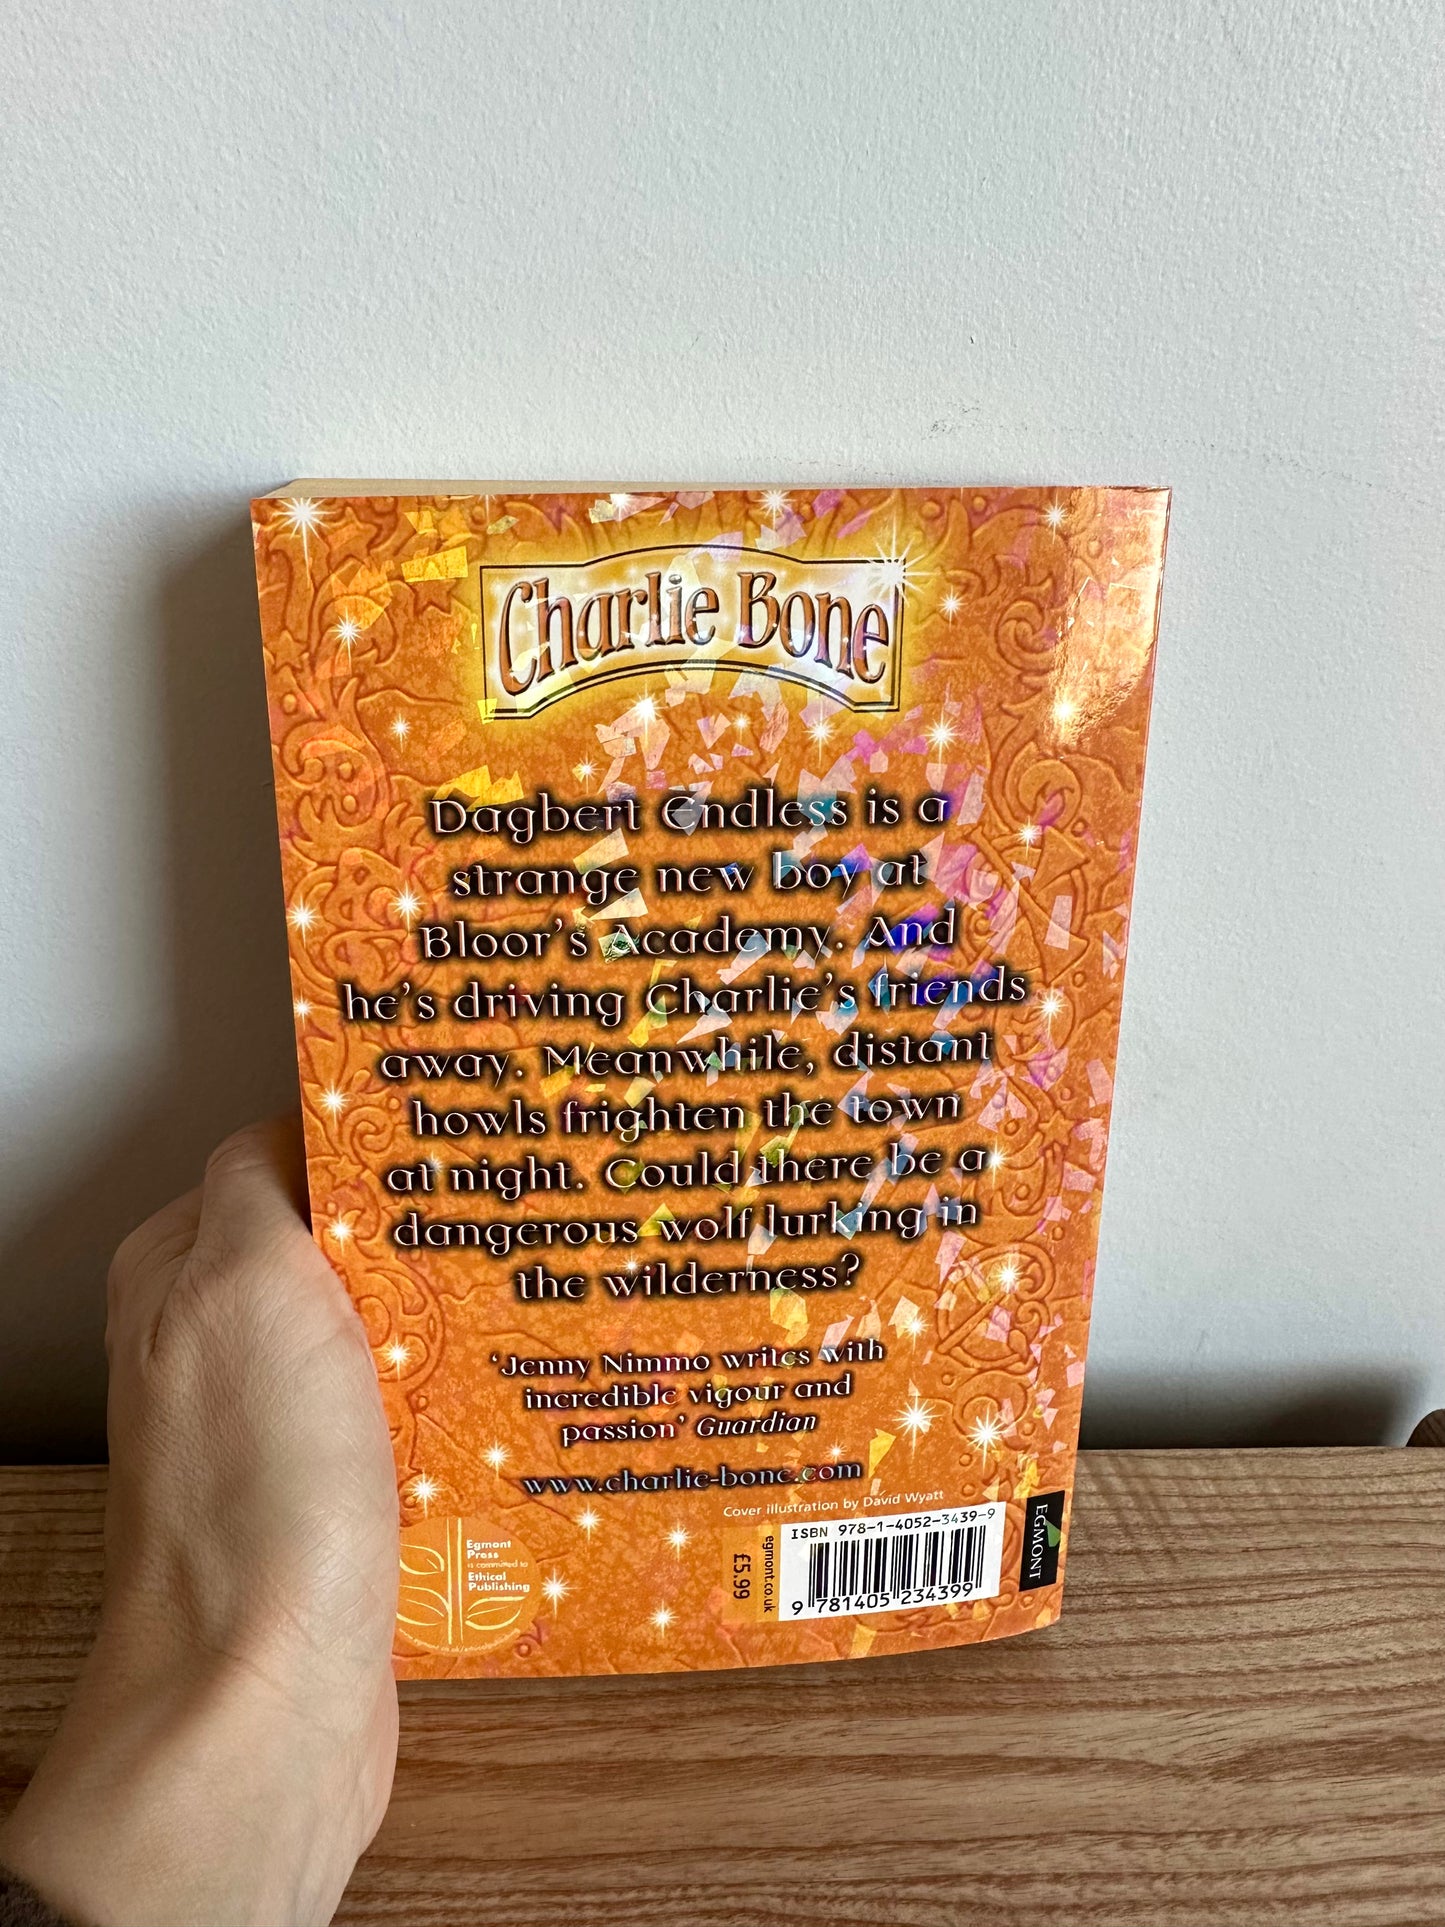 Charlie Bone
Dagbert Endless is a
strange new boy at
Bloor's Academy. And
he's driving Charlie's friends
away. Meanwhile, distant
howls frighten the town
at night. Could there be a
dangerous wolf lurking in
the wilderness?
'Jenny Nimmo writes with
incredible vigour and
passion' Guardian
www.charlie-bone.com
Cover illustration by David Wyatt
Egmont
Press
is committed to
Ethical
Publishing
£5.99
egmont.co.uk
ISBN 978-1-4052-3439-9
9 781405 234399
EGMONT